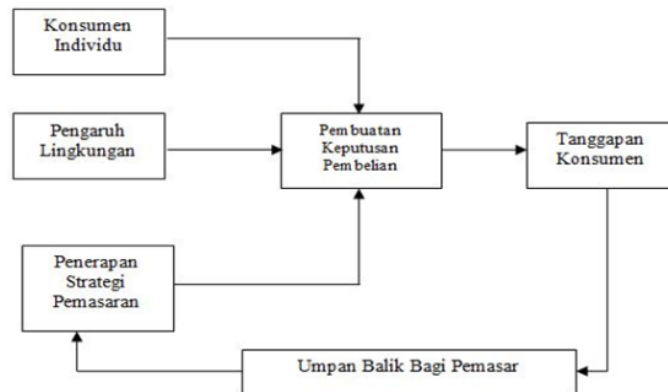 Konsumen
Individu
Pengaruh
Lingkungan
Pembuatan
Keputusan
Pembelian
Tanggapan
Konsumen
Penerapan
Strategi
Pemasaran
Umpan Balik Bagi Pemasar